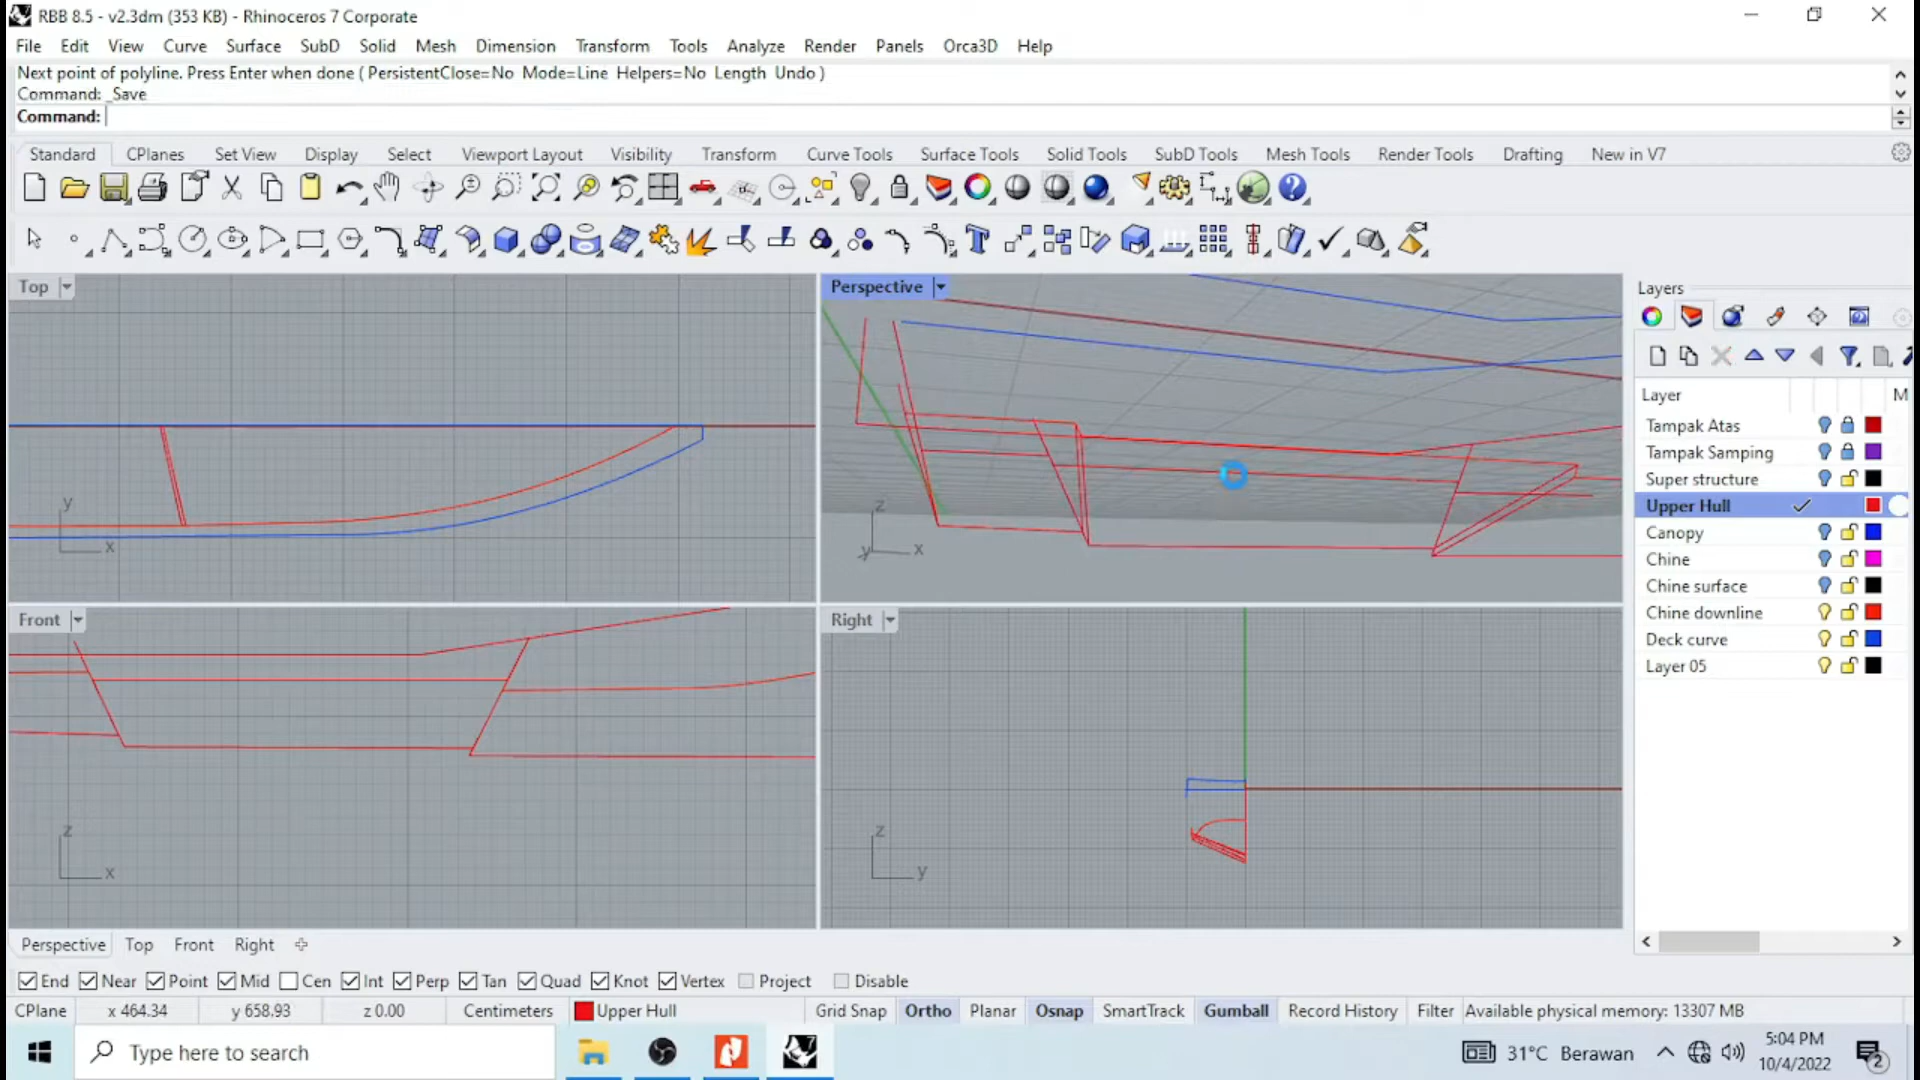 RBB 8.5 - v2.3dm (353 KB) - Rhinoceros 7 Corporate
File Edit View Curve Surface SubD Solid Mesh Dimension Transform Tools Analyze Render Panels Orca3D Help
Next point of polyline. Press Enter when done ( PersistentClose=No Mode=Line Helpers=No Length Undo )
Command: _Save
Command:
Standard CPlanes Set View Display Select Viewport Layout Visibility Transform Curve Tools Surface Tools Solid Tools SubD Tools Mesh Tools Render Tools Drafting New in V7
Top
y
x
Perspective
z
y
x
Front
z
x
Right
z
y
Layers
Layer M
Tampak Atas
Tampak Samping
Super structure
Upper Hull
Canopy
Chine
Chine surface
Chine downline
Deck curve
Layer 05
Perspective Top Front Right
End Near Point Mid Cen Int Perp Tan Quad Knot Vertex Project Disable
CPlane x 464.34 y 658.93 z 0.00 Centimeters Upper Hull Grid Snap Ortho Planar Osnap SmartTrack Gumball Record History Filter Available physical memory: 13307 MB
Type here to search
31°C Berawan
5:04 PM
10/4/2022
2